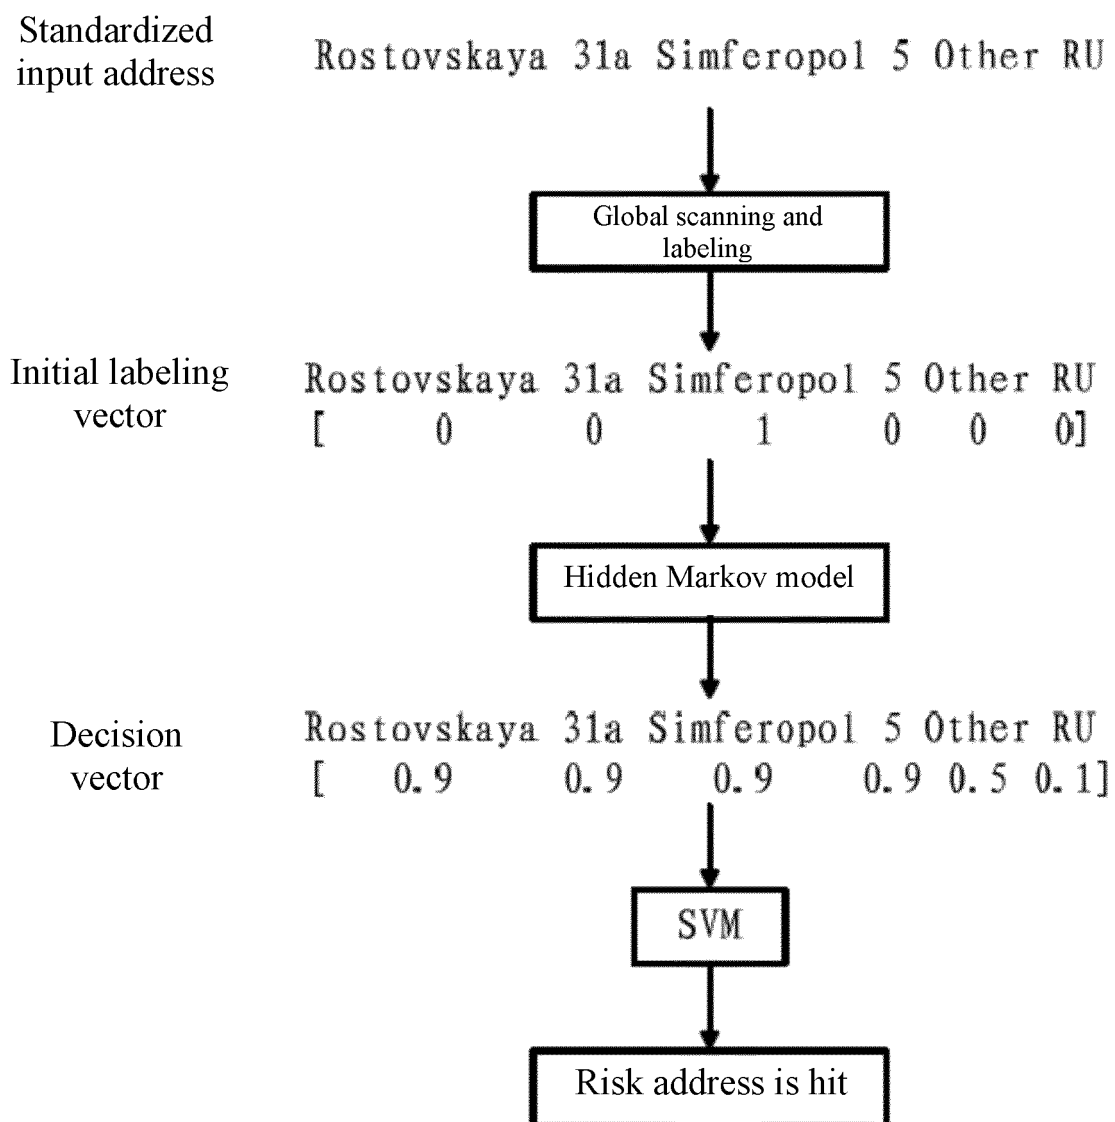 Standardized
input address
Rostovskaya 31a Simferopol 5 Other RU
Global scanning and
labeling
Initial labeling
vector
Rostovskaya 31a Simferopol 5 Other RU
[ 0 0 1 0 0 0]
Hidden Markov model
Decision
vector
Rostovskaya 31a Simferopol 5 Other RU
[ 0.9 0.9 0.9 0.9 0.5 0.1]
SVM
Risk address is hit